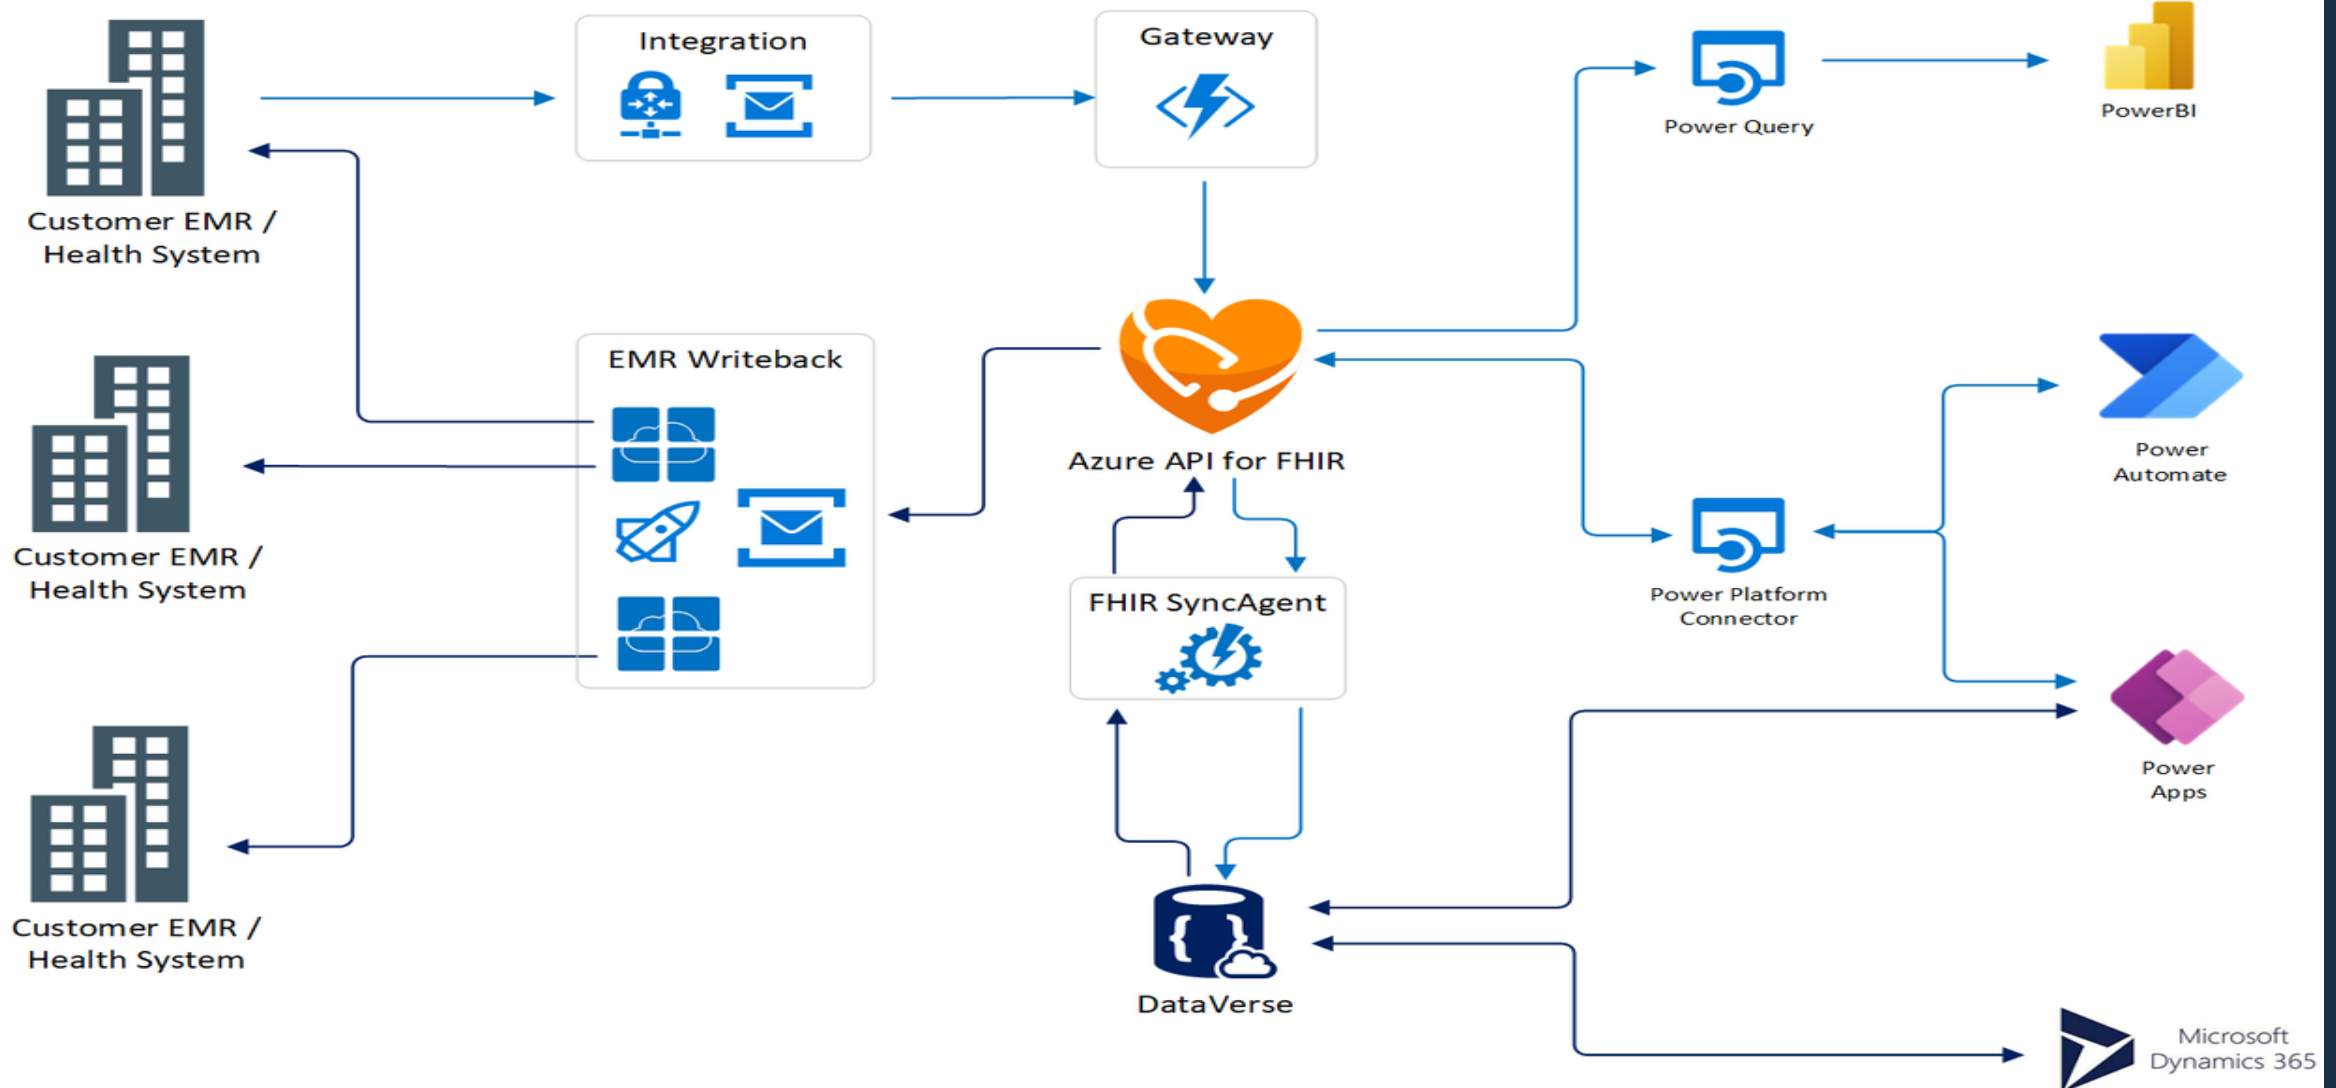 Integration
Gateway
Power Query
PowerBI
Customer EMR /
Health System
EMR Writeback
Azure API for FHIR
Power
Automate
Customer EMR /
Health System
FHIR SyncAgent
Power Platform
Connector
Power
Apps
Customer EMR /
Health System
DataVerse
Microsoft
Dynamics 365